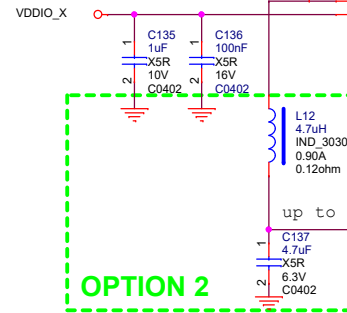 VDDIO_X
1
2
C135
1uF
X5R
10V
C0402
1
2
C136
100nF
X5R
16V
C0402
L12
4.7uH
IND_3030
0.90A
0.12ohm
up to
1
2
C137
4.7uF
X5R
6.3V
C0402
OPTION 2